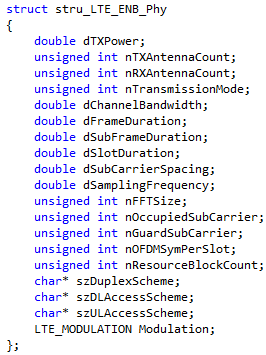 struct stru_LTE_ENB_Phy
{
    double dTXPower;
    unsigned int nTXAntennaCount;
    unsigned int nRXAntennaCount;
    unsigned int nTransmissionMode;
    double dChannelBandwidth;
    double dFrameDuration;
    double dSubFrameDuration;
    double dSlotDuration;
    double dSubCarrierSpacing;
    double dSamplingFrequency;
    unsigned int nFFTSize;
    unsigned int nOccupiedSubCarrier;
    unsigned int nGuardSubCarrier;
    unsigned int nOFDMSymPerSlot;
    unsigned int nResourceBlockCount;
    char* szDuplexScheme;
    char* szDLAccessScheme;
    char* szULAccessScheme;
    LTE_MODULATION Modulation;
};